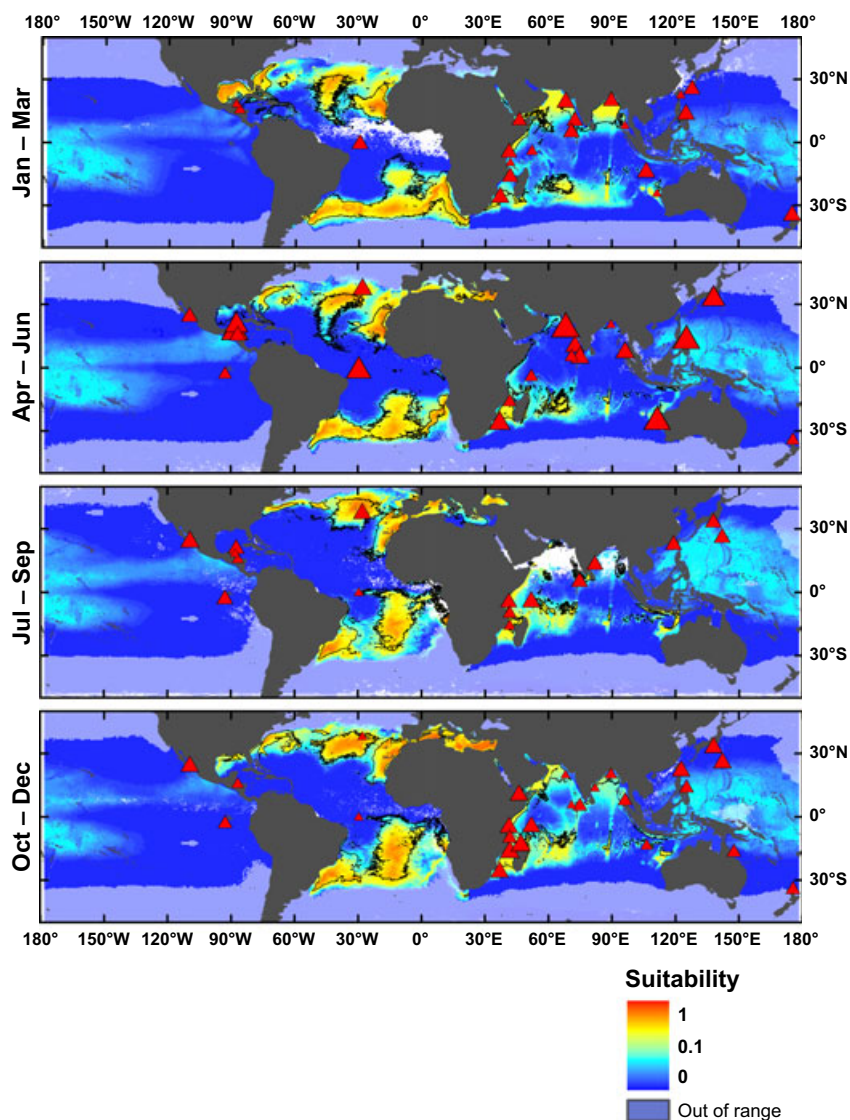 180° 150°W 120°W 90°W 60°W 30°W 0° 30°E 60°E 90°E 120°E 150°E 180°
Jan – Mar
30°N
0°
30°S
Apr – Jun
30°N
0°
30°S
Jul – Sep
30°N
0°
30°S
Oct – Dec
30°N
0°
30°S
180° 150°W 120°W 90°W 60°W 30°W 0° 30°E 60°E 90°E 120°E 150°E 180°
Suitability
1
0.1
0
Out of range